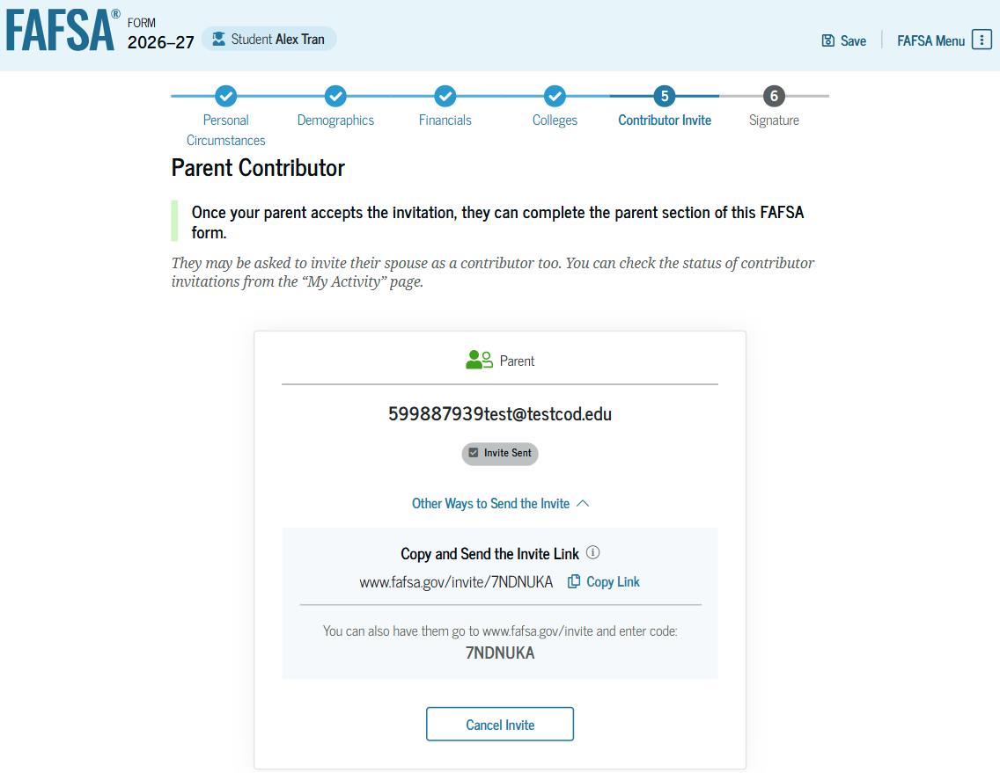 FAFSA® FORM
2026–27
Student Alex Tran
Save
FAFSA Menu
5
6
Personal Circumstances
Demographics
Financials
Colleges
Contributor Invite
Signature
Parent Contributor
Once your parent accepts the invitation, they can complete the parent section of this FAFSA
form.
They may be asked to invite their spouse as a contributor too. You can check the status of contributor
invitations from the “My Activity” page.
Parent
599887939test@testcod.edu
Invite Sent
Other Ways to Send the Invite
Copy and Send the Invite Link
www.fafsa.gov/invite/7NDNUKA Copy Link
You can also have them go to www.fafsa.gov/invite and enter code:
7NDNUKA
Cancel Invite